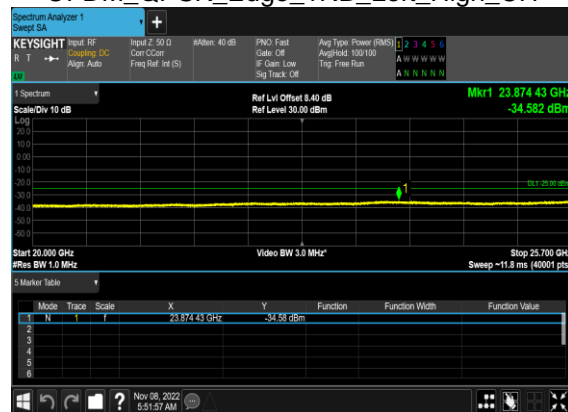 Spectrum Analyzer 1
Swept SA
+
KEYSIGHT Input: RF Input Z: 50 Ω #Atten: 40 dB PNO: Fast Avg Type: Power (RMS) 1 2 3 4 5 6
R T Coupling: DC Corr CCorr Gate: Off Avg|Hold: 100/100 A W W W W W
Align: Auto Freq Ref: Int (S) IF Gain: Low Trig: Free Run
LW Sig Track: Off A N N N N N
1 Spectrum Ref Lvl Offset 8.40 dB Mkr1 23.874 43 GHz
Scale/Div 10 dB Ref Level 30.00 dBm -34.582 dBm
Log
20.0
10.0
0.00
-10.0
-20.0
DL1 -25.00 dBm
1
-30.0
-40.0
-50.0
-60.0
Start 20.000 GHz Video BW 3.0 MHz* Stop 25.700 GHz
#Res BW 1.0 MHz Sweep ~11.8 ms (40001 pts)
5 Marker Table
Mode Trace Scale X Y Function Function Width Function Value
1 N 1 f 23.874 43 GHz -34.58 dBm
2
3
4
5
6
? Nov 08, 2022
5:51:57 AM